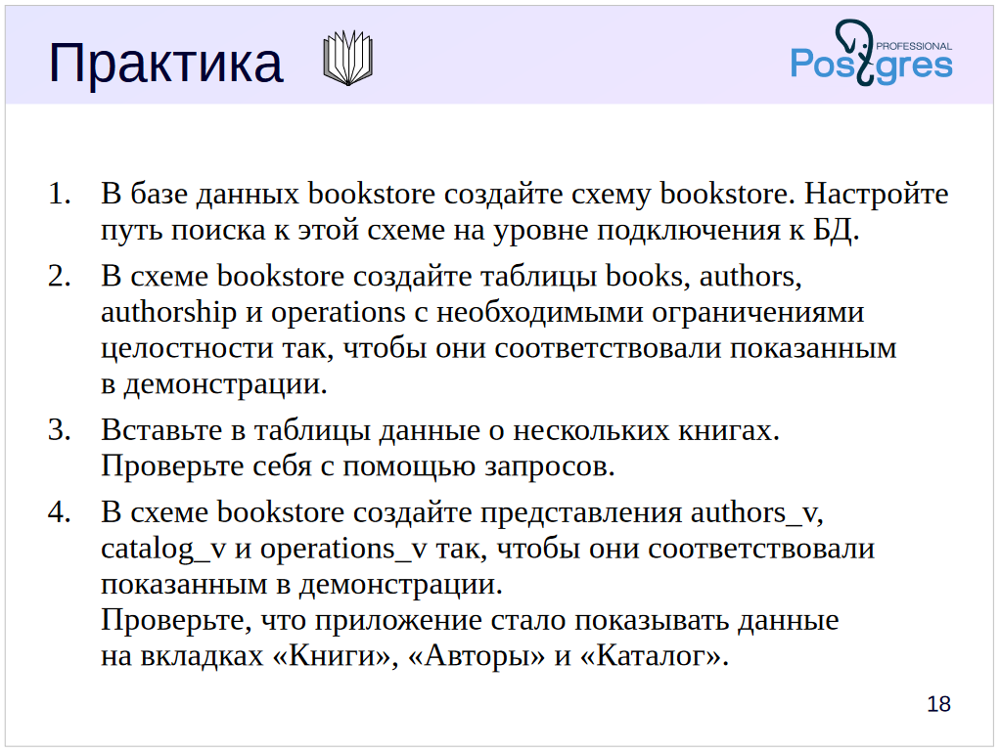 Практика
PROFESSIONAL
Postgres
1. В базе данных bookstore создайте схему bookstore. Настройте
путь поиска к этой схеме на уровне подключения к БД.
2. В схеме bookstore создайте таблицы books, authors,
authorship и operations с необходимыми ограничениями
целостности так, чтобы они соответствовали показанным
в демонстрации.
3. Вставьте в таблицы данные о нескольких книгах.
Проверьте себя с помощью запросов.
4. В схеме bookstore создайте представления authors_v,
catalog_v и operations_v так, чтобы они соответствовали
показанным в демонстрации.
Проверьте, что приложение стало показывать данные
на вкладках «Книги», «Авторы» и «Каталог».
18